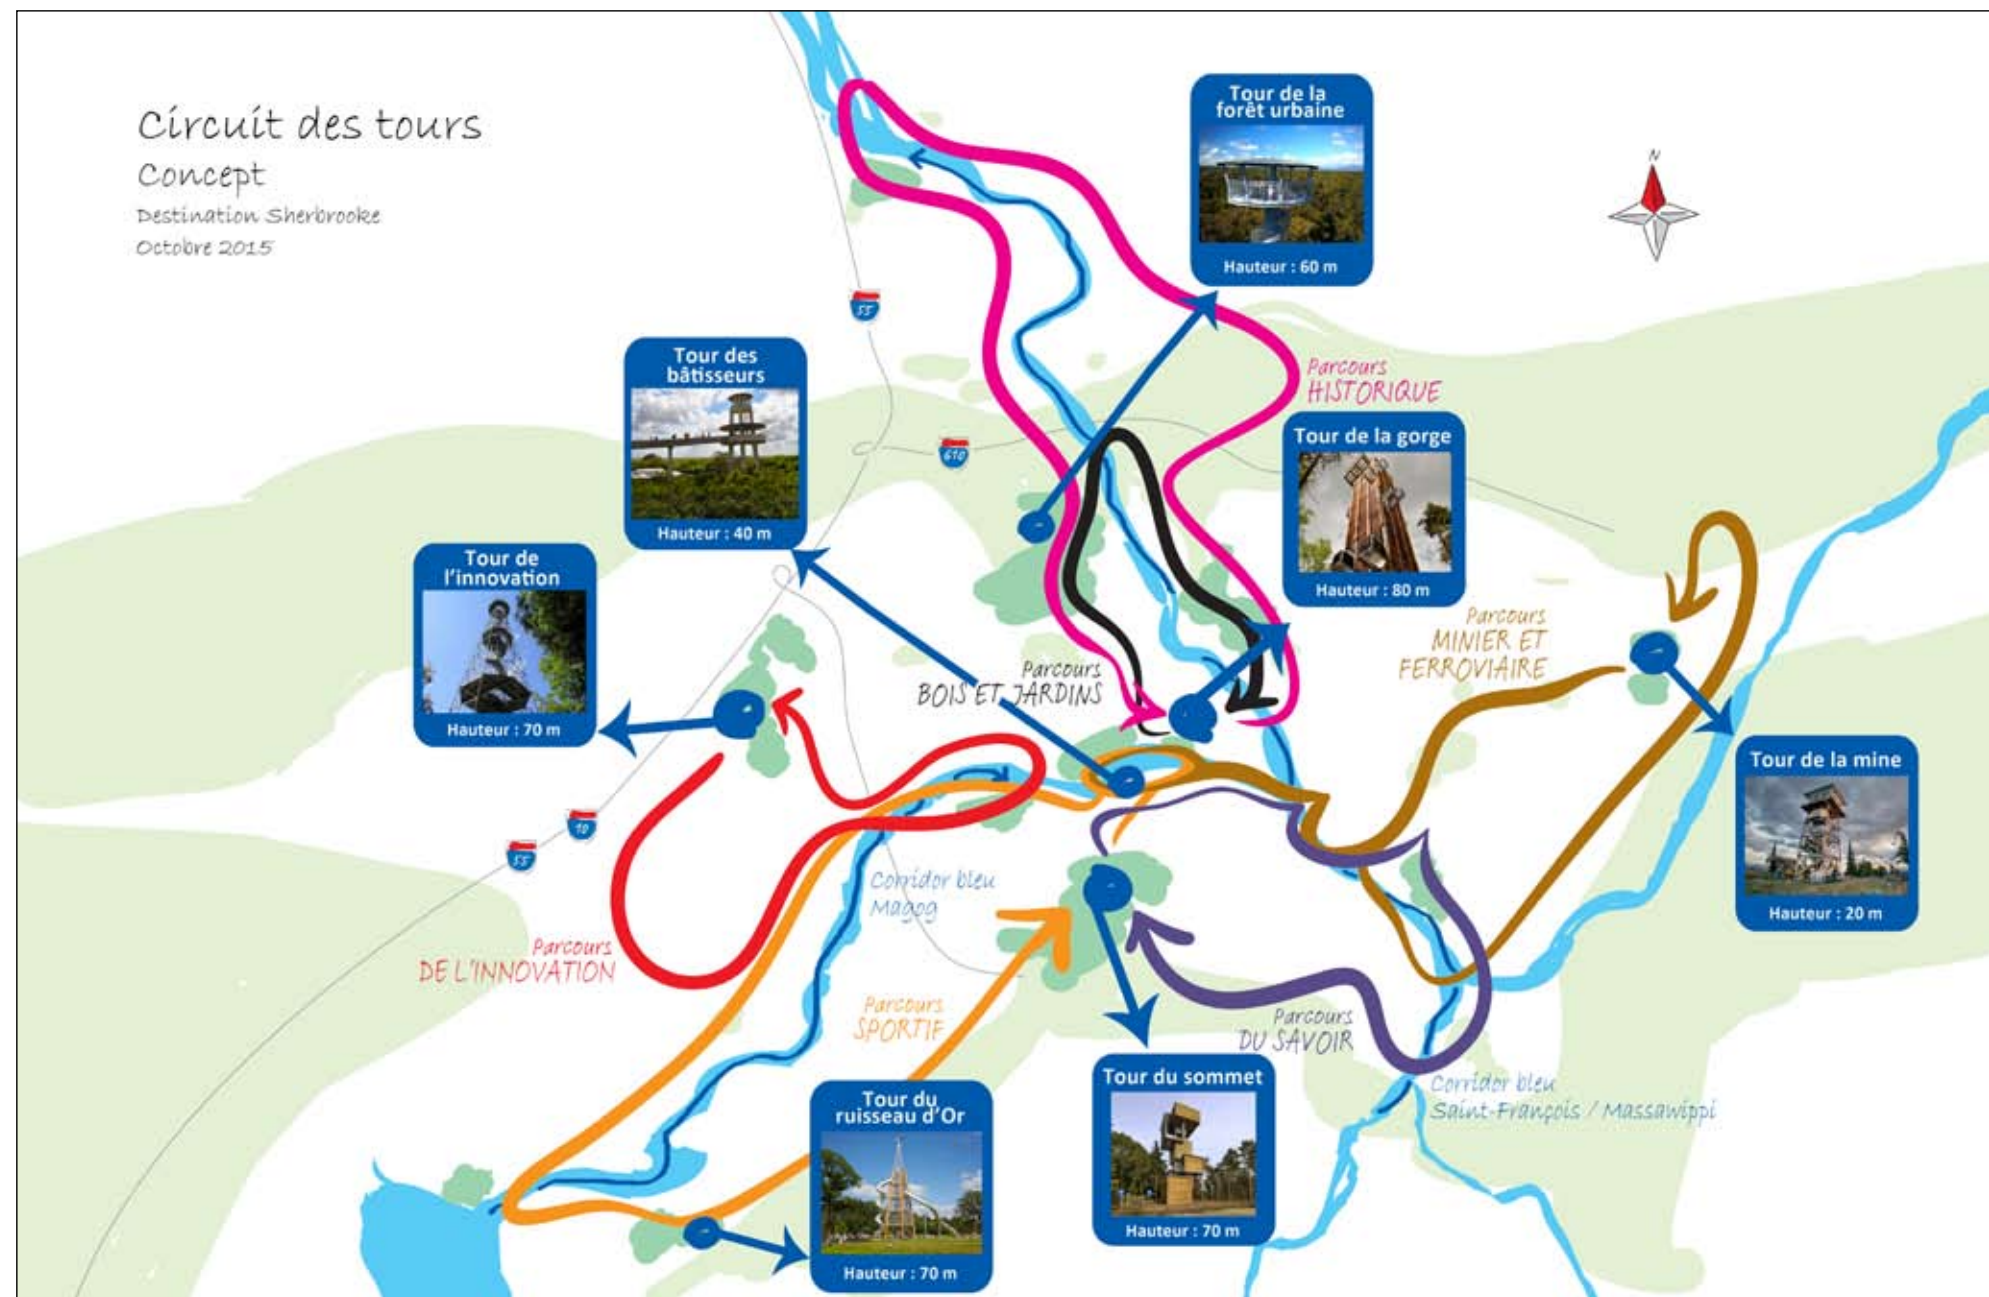 Circuit des tours
Concept
Destination Sherbrooke
Octobre 2015
N
Tour de la
forêt urbaine
Hauteur : 60 m
55
Tour des
bâtisseurs
Hauteur : 40 m
610
Parcours
HISTORIQUE
Tour de la gorge
Hauteur : 80 m
Tour de
l'innovation
Hauteur : 70 m
Parcours
BOIS ET JARDINS
Parcours
MINIER ET
FERROVIAIRE
Tour de la mine
Hauteur : 20 m
10
55
Corridor bleu
Magog
Parcours
DE L'INNOVATION
Parcours
SPORTIF
Parcours
DU SAVOIR
Tour du
ruisseau d'Or
Hauteur : 70 m
Tour du sommet
Hauteur : 70 m
Corridor bleu
Saint-François / Massawippi